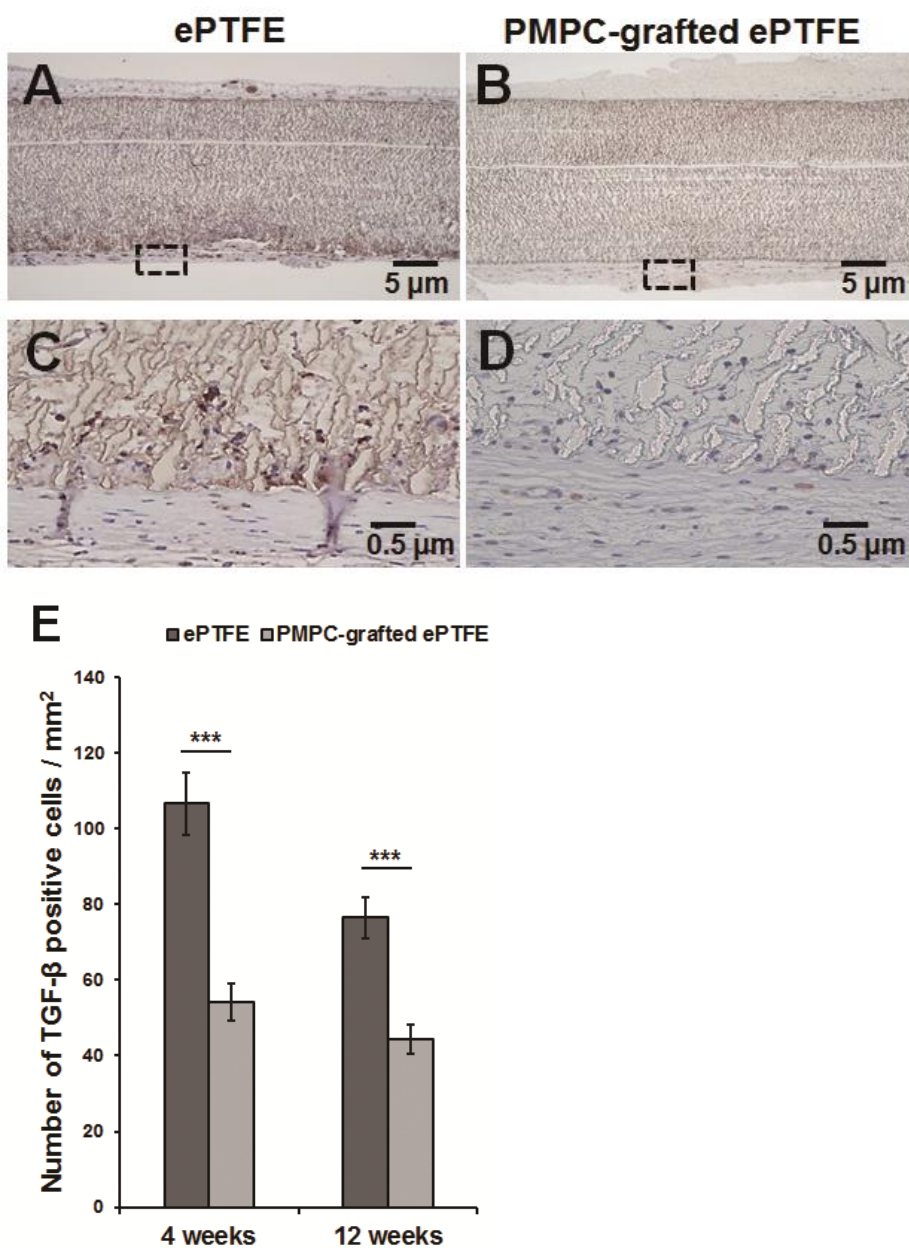 ePTFE
PMPC-grafted ePTFE
A
B
5 µm
5 µm
C
D
0.5 µm
0.5 µm
E
ePTFE
PMPC-grafted ePTFE
Number of TGF-β positive cells / mm²
140
120
100
80
60
40
20
0
***
***
4 weeks
12 weeks